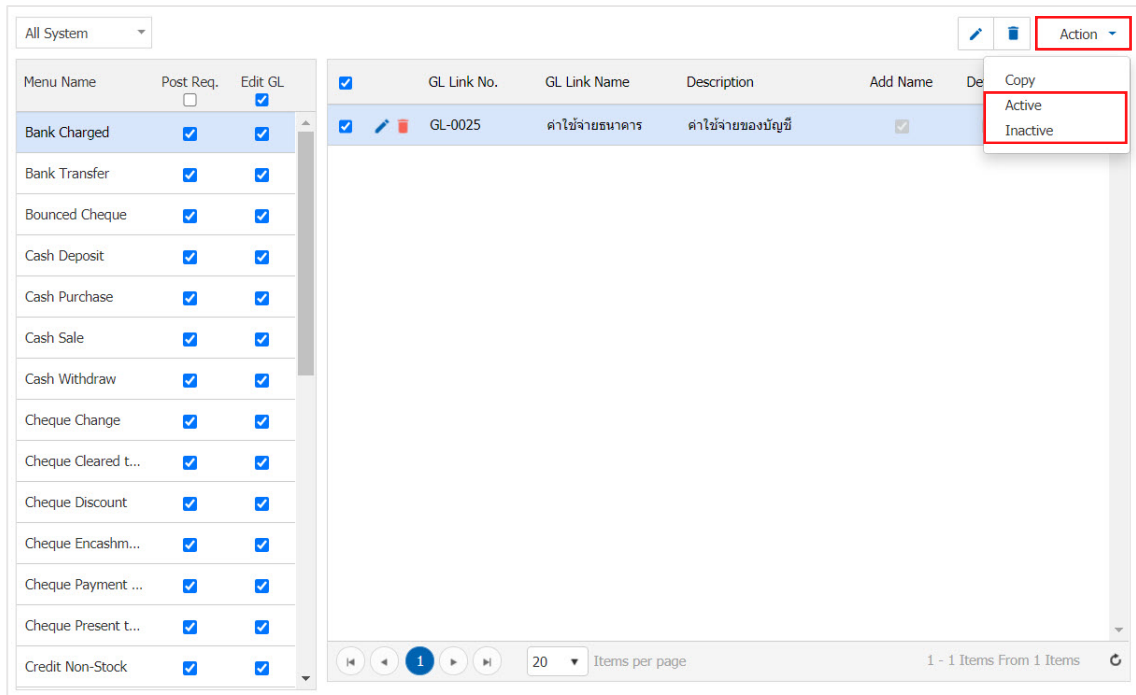 All System
Action
Copy
Active
Inactive
Menu Name Post Req. Edit GL
GL Link No. GL Link Name Description Add Name De
Bank Charged
GL-0025 ค่าใช้จ่ายธนาคาร ค่าใช้จ่ายของบัญชี
Bank Transfer
Bounced Cheque
Cash Deposit
Cash Purchase
Cash Sale
Cash Withdraw
Cheque Change
Cheque Cleared t...
Cheque Discount
Cheque Encashm...
Cheque Payment ...
Cheque Present t...
Credit Non-Stock
1 20 Items per page 1 - 1 Items From 1 Items